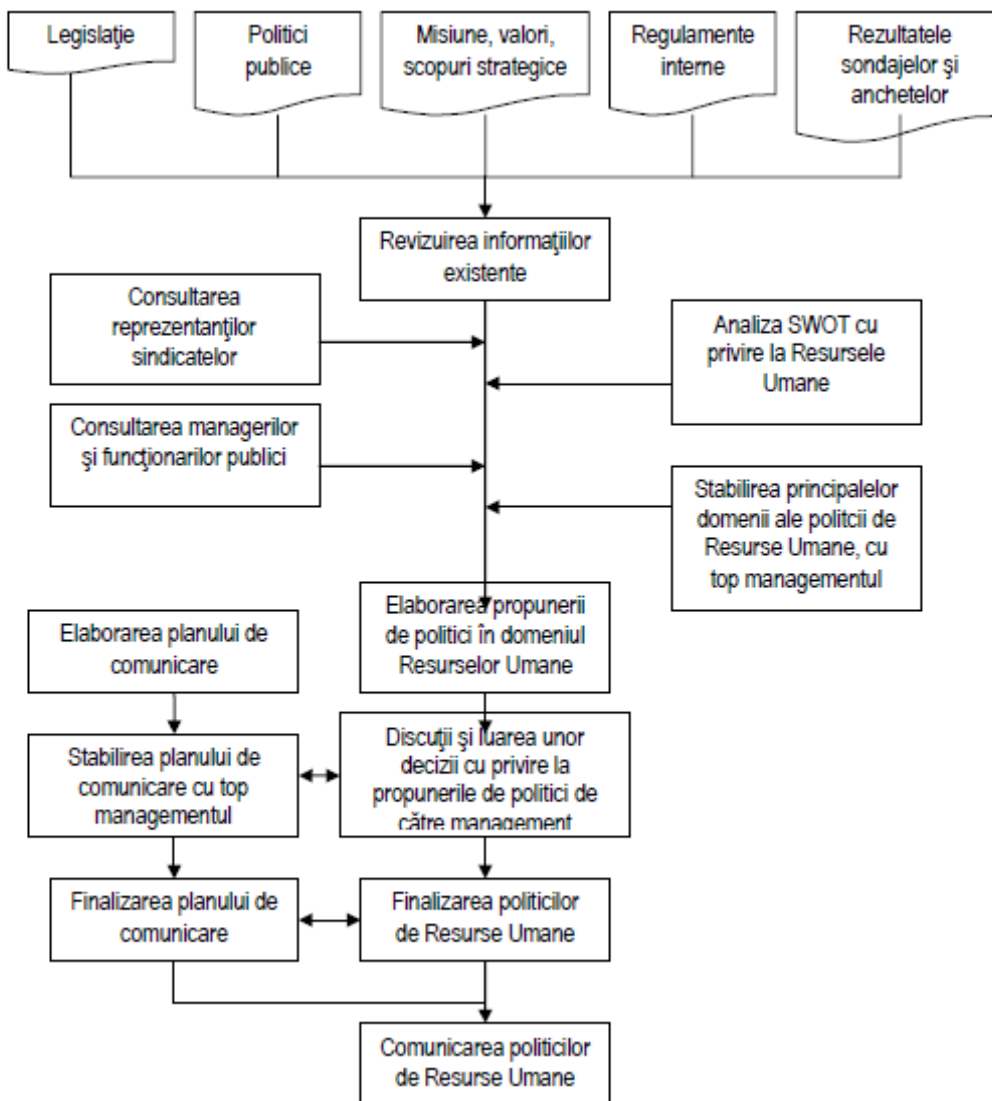 Legislaţie
Politici
publice
Misiune, valori,
scopuri strategice
Regulamente
interne
Rezultatele
sondajelor şi
anchetelor
Revizuirea informaţiilor
existente
Consultarea
reprezentanţilor
sindicatelor
Analiza SWOT cu
privire la Resursele
Umane
Consultarea managerilor
şi funcţionarilor publici
Stabilirea principalelor
domenii ale politcii de
Resurse Umane, cu
top managementul
Elaborarea propunerii
de politici în domeniul
Resurselor Umane
Elaborarea planului de
comunicare
Stabilirea planului de
comunicare cu top
managementul
Discuţii şi luarea unor
decizii cu privire la
propunerile de politici de
către management
Finalizarea planului de
comunicare
Finalizarea politicilor
de Resurse Umane
Comunicarea politicilor
de Resurse Umane